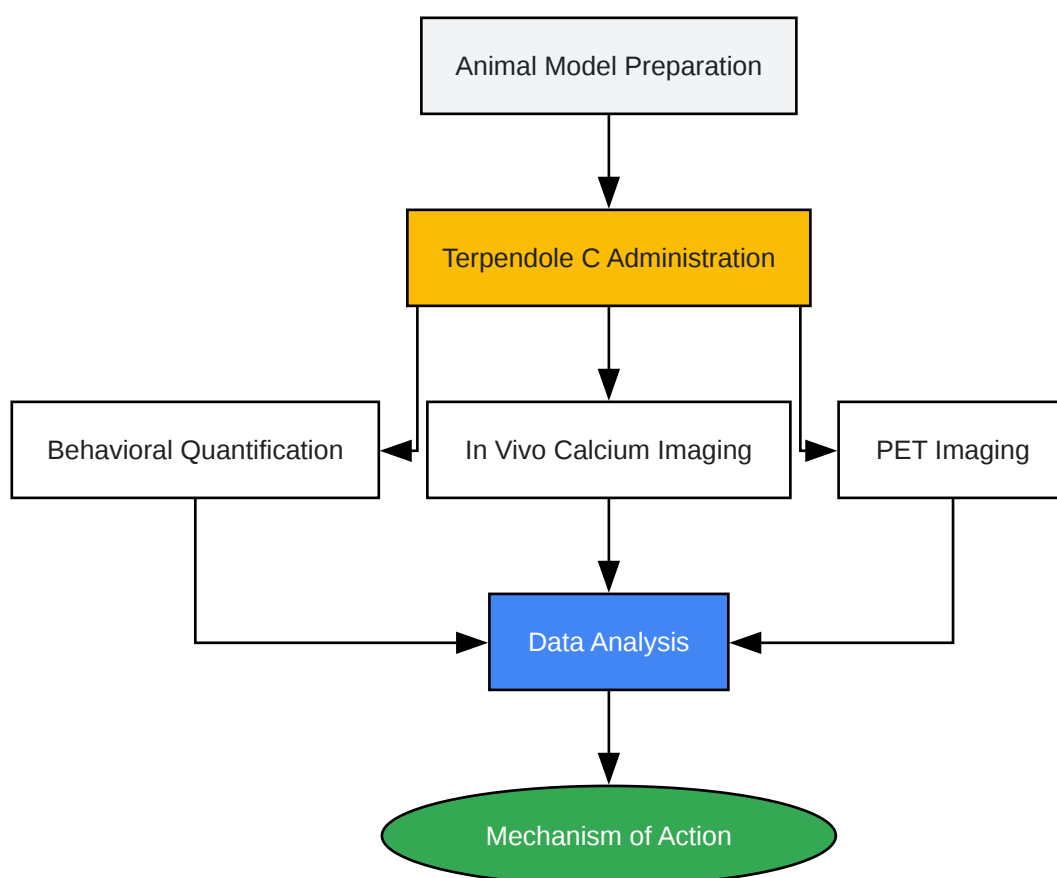 Animal Model Preparation
Terpendole C Administration
Behavioral Quantification
In Vivo Calcium Imaging
PET Imaging
Data Analysis
Mechanism of Action